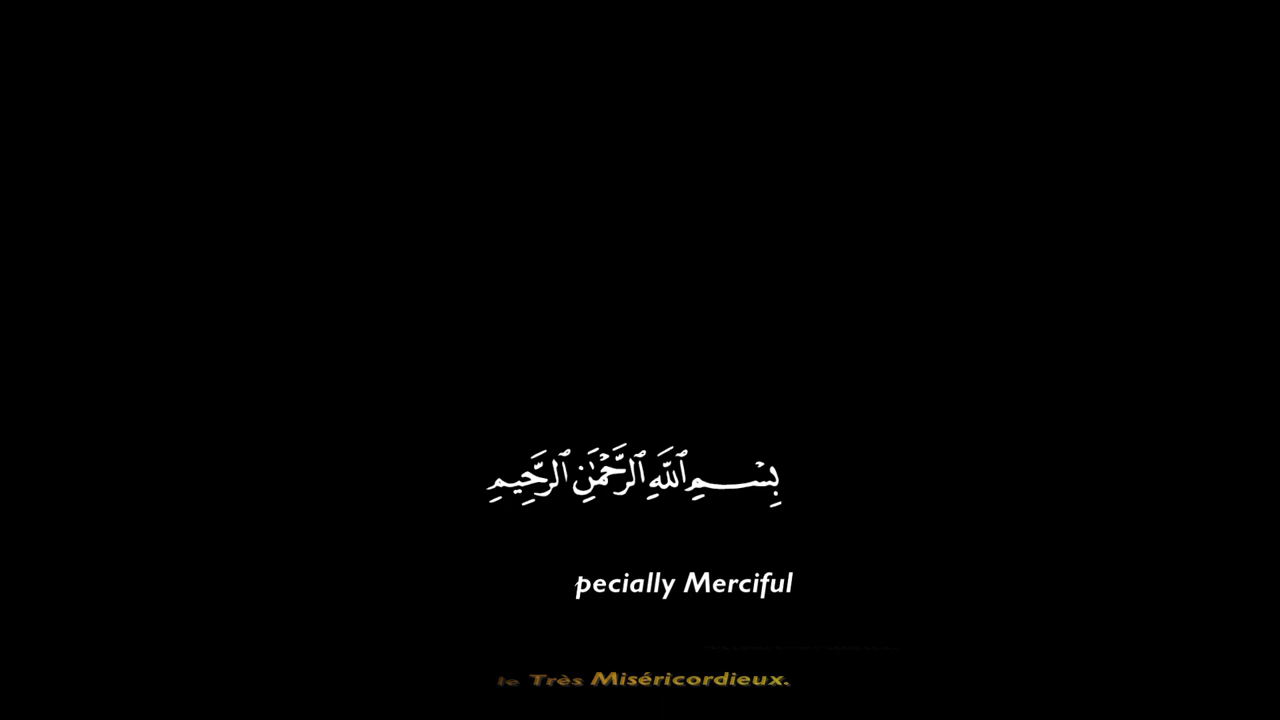 بِسْمِ ٱللَّهِ ٱلرَّحْمَٰنِ ٱلرَّحِيمِ
pecially Merciful
le Très Miséricordieux.